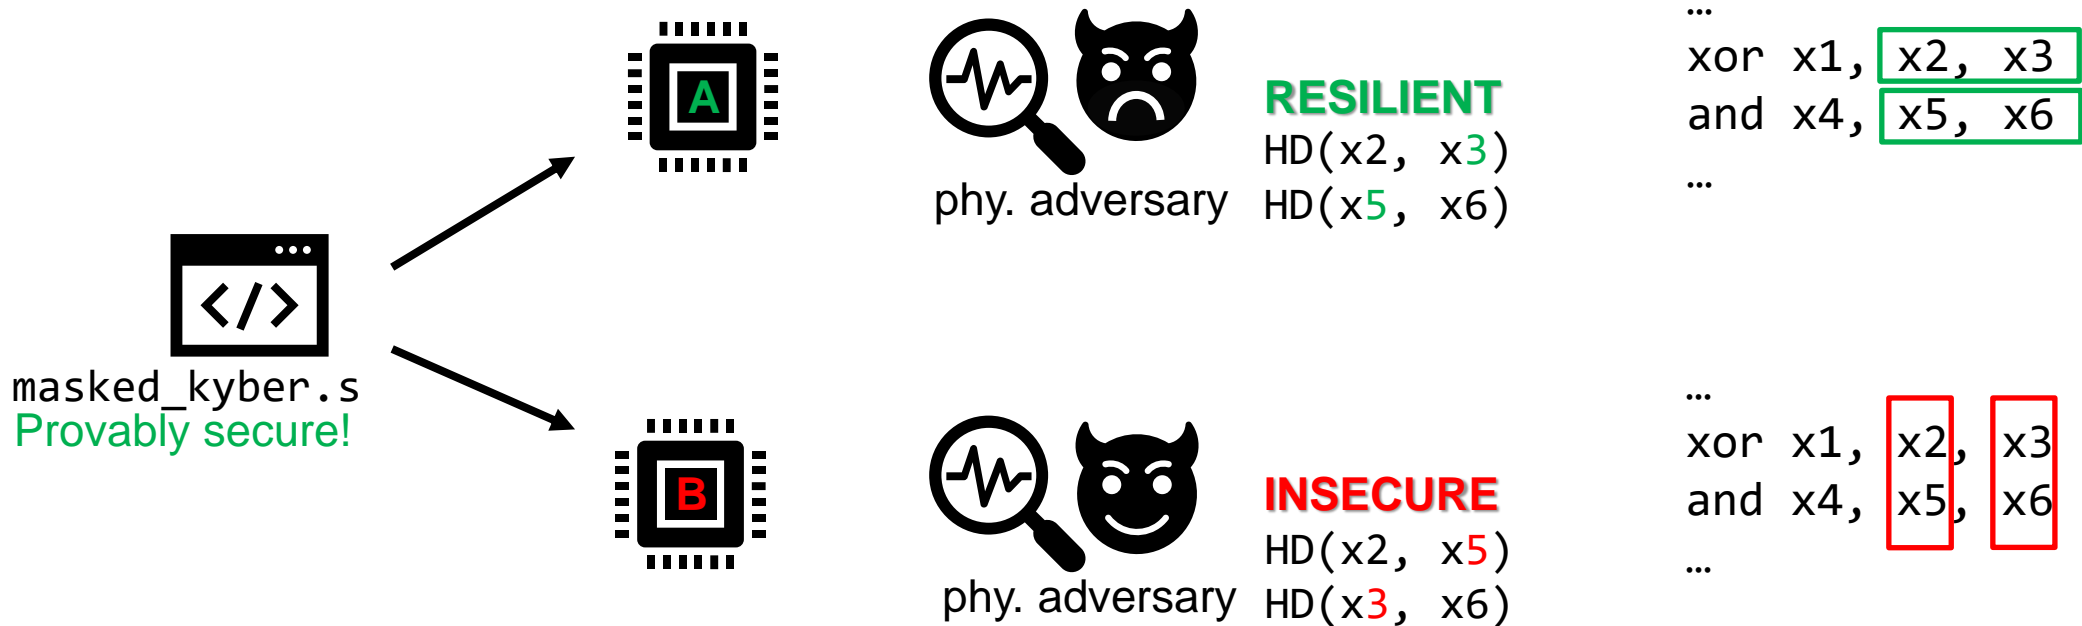 </>
masked_kyber.s
Provably secure!
A
phy. adversary
RESILIENT
HD(x2, x3)
HD(x5, x6)
…
xor x1, x2, x3
and x4, x5, x6
…
B
phy. adversary
INSECURE
HD(x2, x5)
HD(x3, x6)
…
xor x1, x2, x3
and x4, x5, x6
…